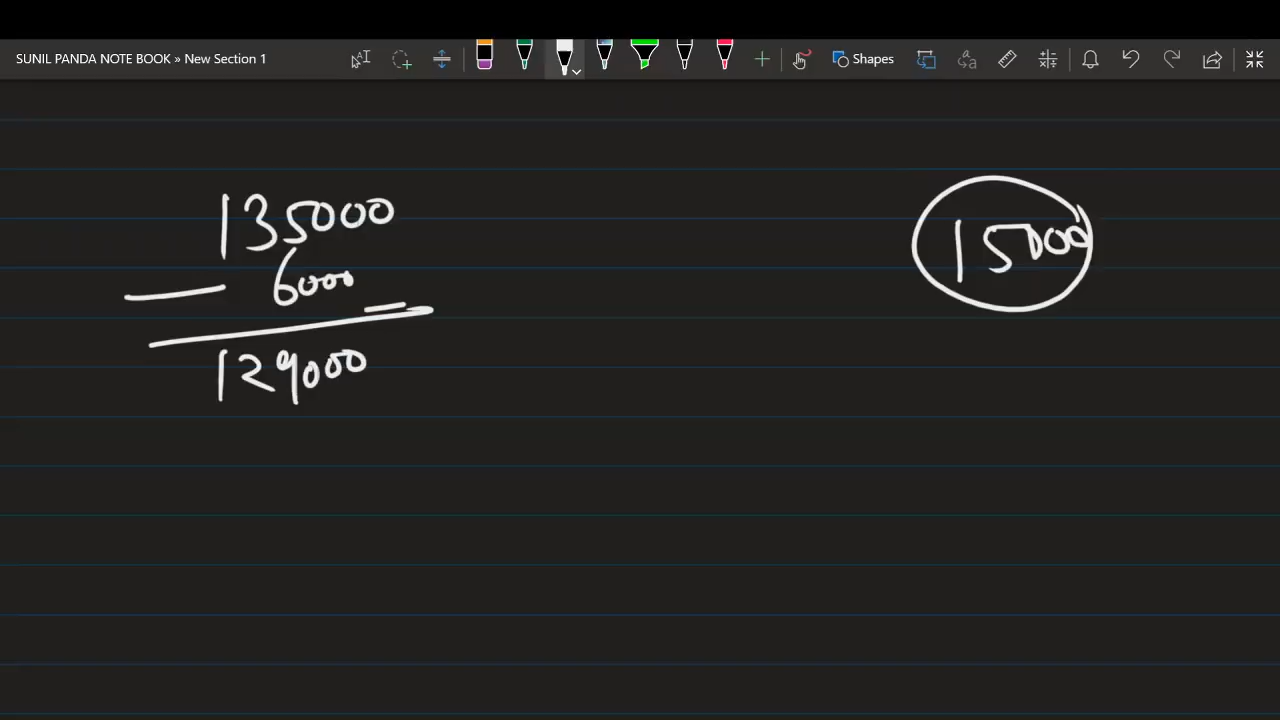 SUNIL PANDA NOTE BOOK » New Section 1
Shapes
135000
15000
— 6000
129000